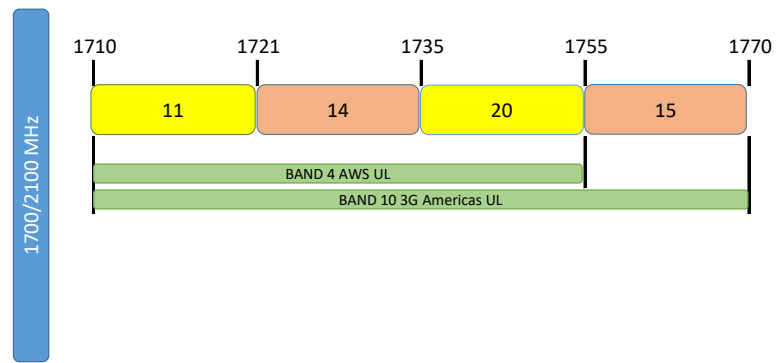 1700/2100 MHz
1710 1721 1735 1755 1770
11 14 20 15
BAND 4 AWS UL
BAND 10 3G Americas UL